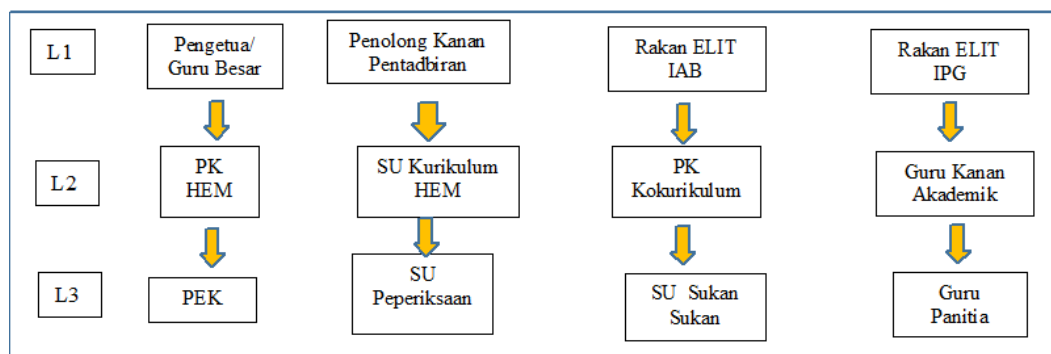 L1
Pengetua/
Guru Besar
Penolong Kanan
Pentadbiran
Rakan ELIT
IAB
Rakan ELIT
IPG
L2
PK
HEM
SU Kurikulum
HEM
PK
Kokurikulum
Guru Kanan
Akademik
L3
PEK
SU
Peperiksaan
SU Sukan
Sukan
Guru
Panitia